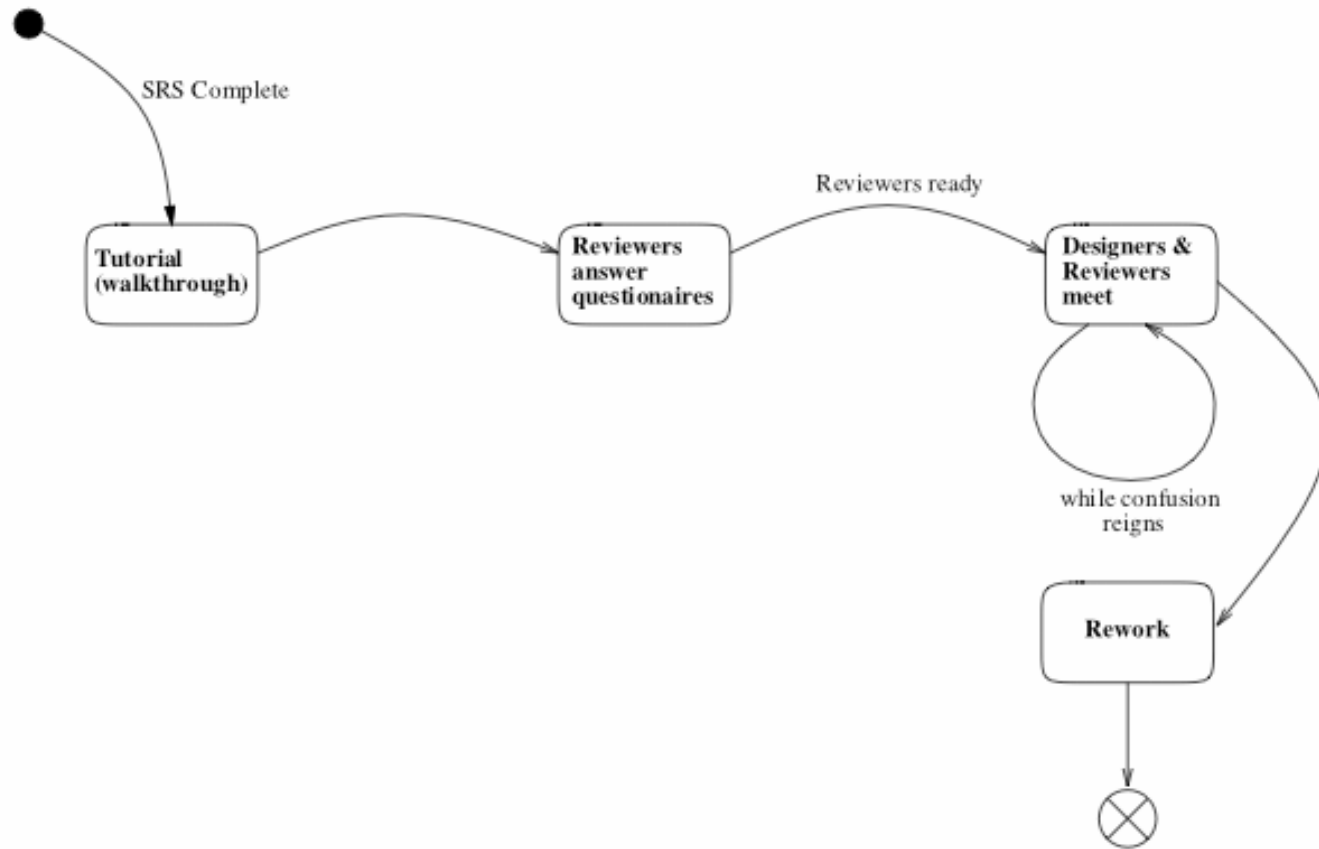 SRS Complete
Tutorial
(walkthrough)
Reviewers
answer
questionaires
Reviewers ready
Designers &
Reviewers
meet
while confusion
reigns
Rework